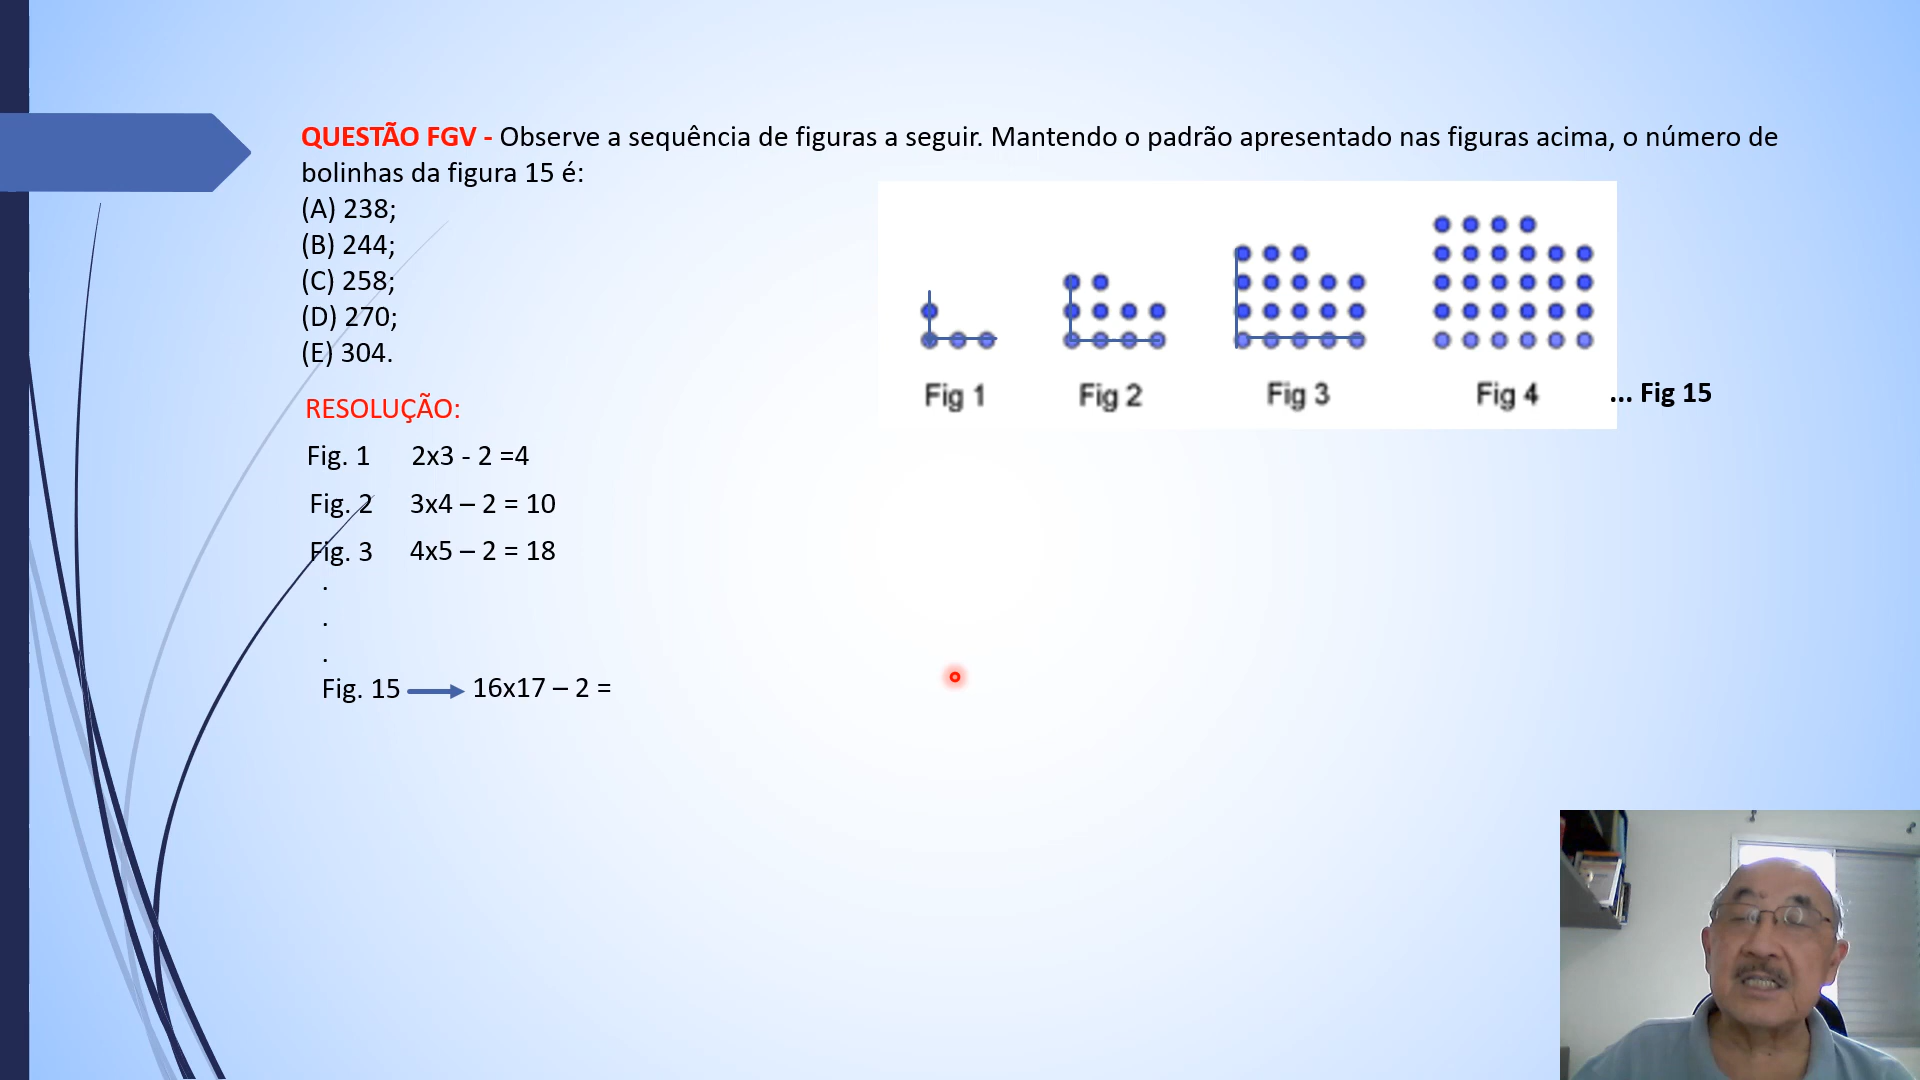 QUESTÃO FGV - Observe a sequência de figuras a seguir. Mantendo o padrão apresentado nas figuras acima, o número de
bolinhas da figura 15 é:
(A) 238;
(B) 244;
(C) 258;
(D) 270;
(E) 304.
Fig 1
Fig 2
Fig 3
Fig 4
... Fig 15
RESOLUÇÃO:
Fig. 1 2x3 - 2 =4
Fig. 2 3x4 – 2 = 10
Fig. 3 4x5 – 2 = 18
.
.
.
Fig. 15 16x17 – 2 =